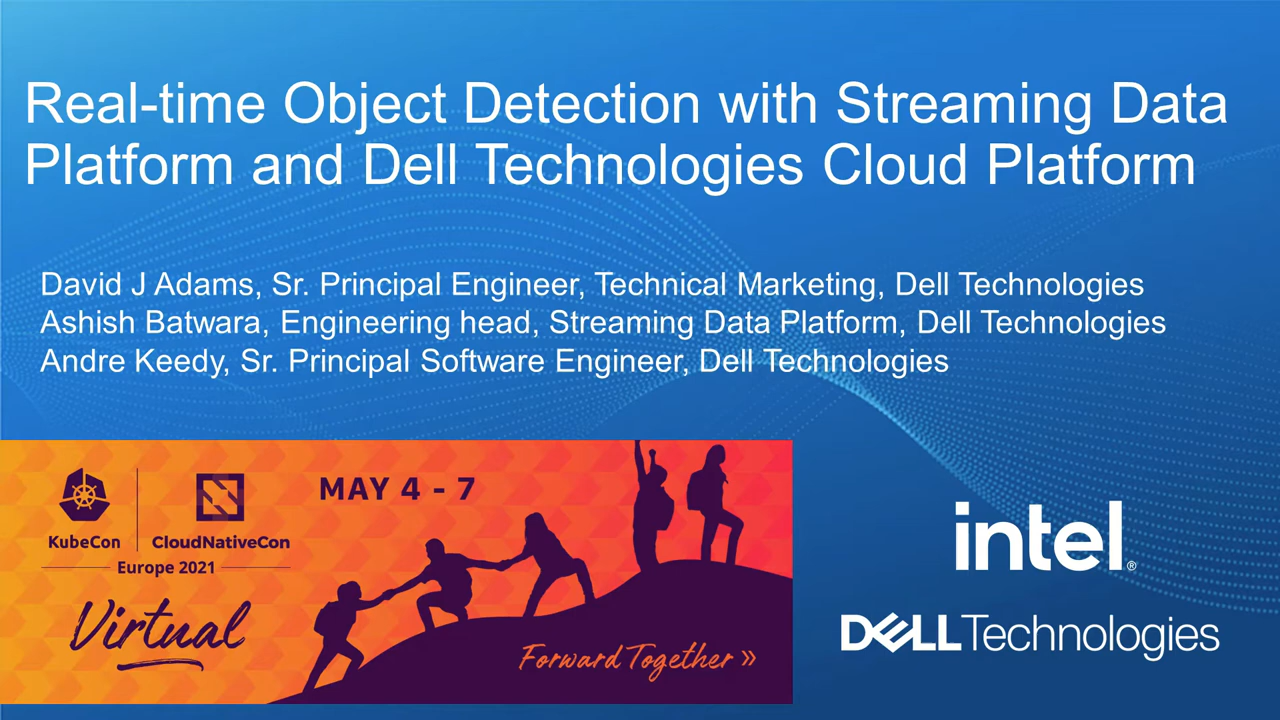 Real-time Object Detection with Streaming Data
Platform and Dell Technologies Cloud Platform
David J Adams, Sr. Principal Engineer, Technical Marketing, Dell Technologies
Ashish Batwara, Engineering head, Streaming Data Platform, Dell Technologies
Andre Keedy, Sr. Principal Software Engineer, Dell Technologies
MAY 4 - 7
KubeCon
CloudNativeCon
Europe 2021
Virtual
Forward Together »
intel®
DELL Technologies